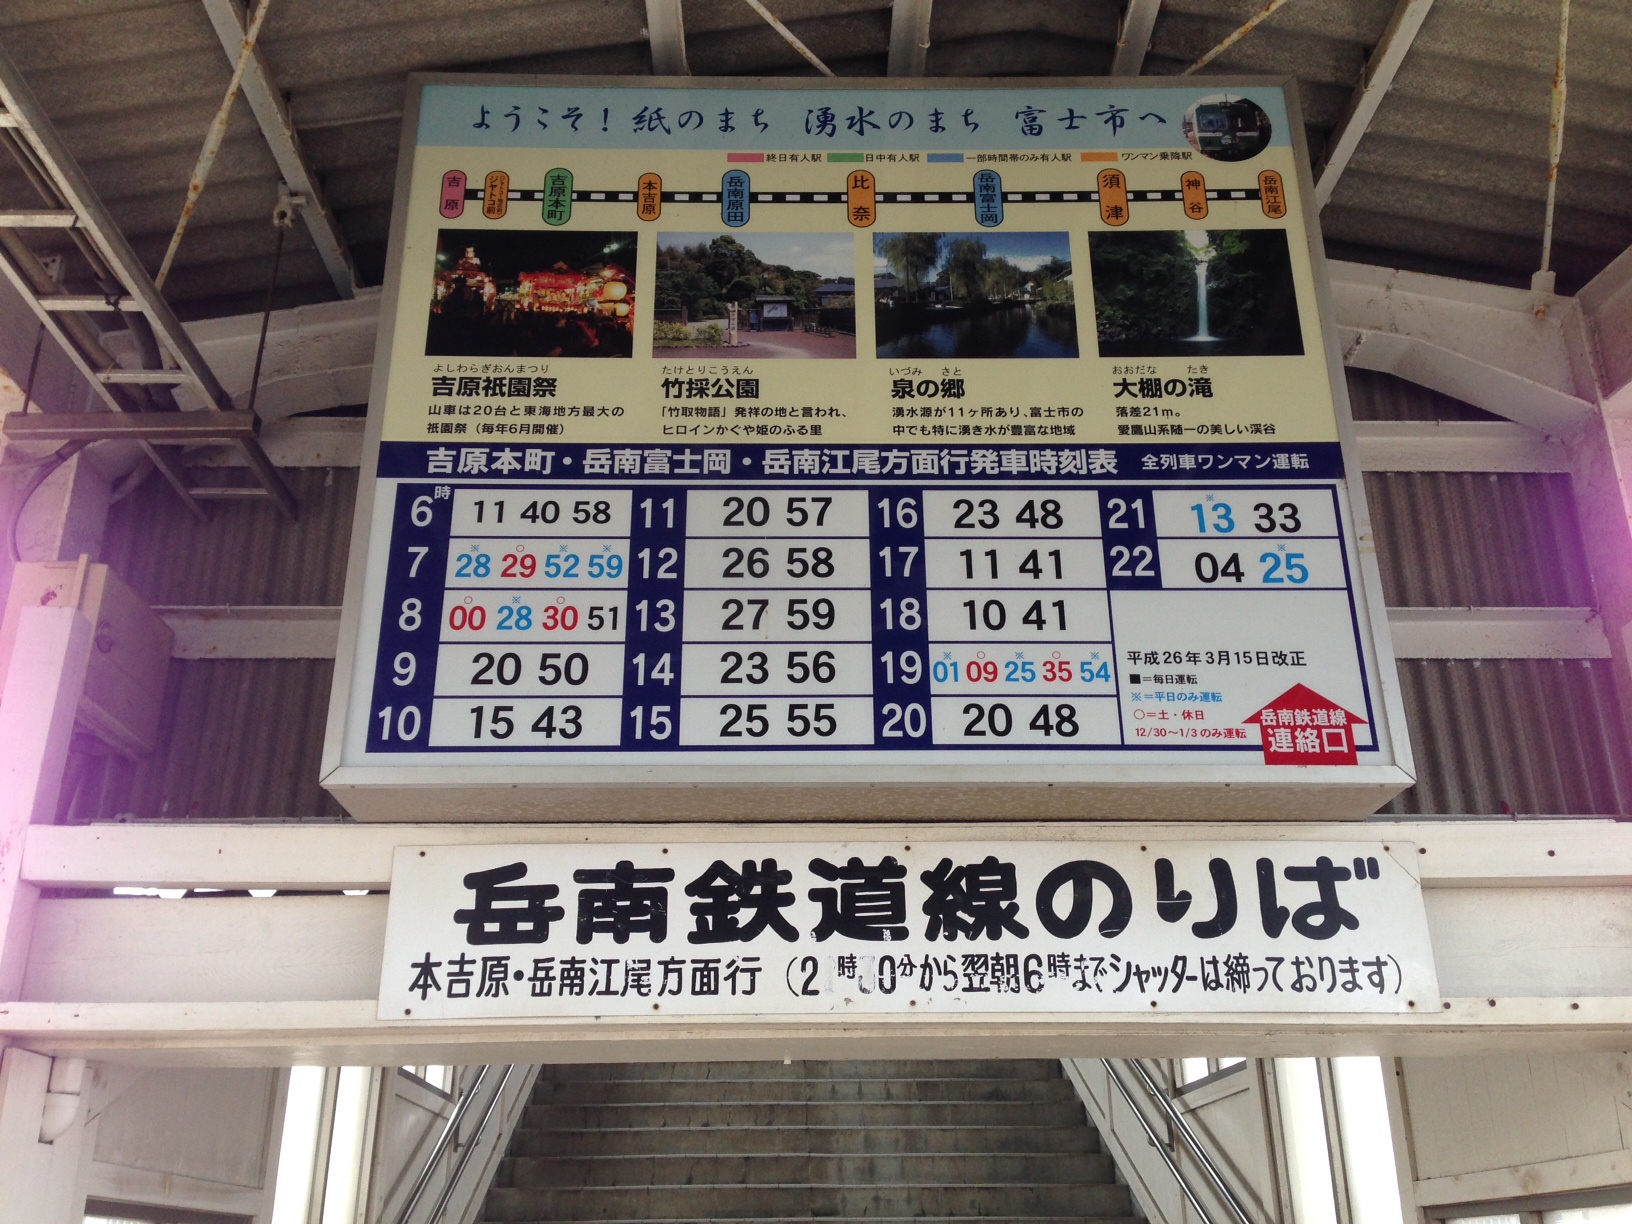 ようこそ!紙のまち 湧水のまち 富士市へ
終日有人駅 日中有人駅 一部時間帯のみ有人駅 ワンマン乗降駅
吉原 ジヤトコ前 吉原本町 本吉原 岳南原田 比奈 岳南富士岡 須津 神谷 岳南江尾
よしわらぎおんまつり たけとりこうえん いづみ さと おおだな たき
吉原祇園祭 竹採公園 泉の郷 大棚の滝
山車は20台と東海地方最大の 「竹取物語」発祥の地と言われ、 湧水源が11ヶ所あり、富士市の 落差21m。
祇園祭(毎年6月開催) ヒロインかぐや姫のふる里 中でも特に湧き水が豊富な地域 愛鷹山系随一の美しい渓谷
吉原本町・岳南富士岡・岳南江尾方面行発車時刻表 全列車ワンマン運転
6時 11 40 58 11 20 57 16 23 48 21 ※13 33
7 ※28 ○29 ※52 ※59 12 26 58 17 11 41 22 04 ※25
8 ○00 ※28 ○30 51 13 27 59 18 10 41
9 20 50 14 23 56 19 ※01 ○09 ※25 ○35 ※54
10 15 43 15 25 55 20 20 48
平成26年3月15日改正
■=毎日運転
※=平日のみ運転
○=土・休日
12/30～1/3のみ運転
岳南鉄道線
連絡口
岳南鉄道線のりば
本吉原・岳南江尾方面行 (2 時30分から翌朝6時までシャッターは締っております)